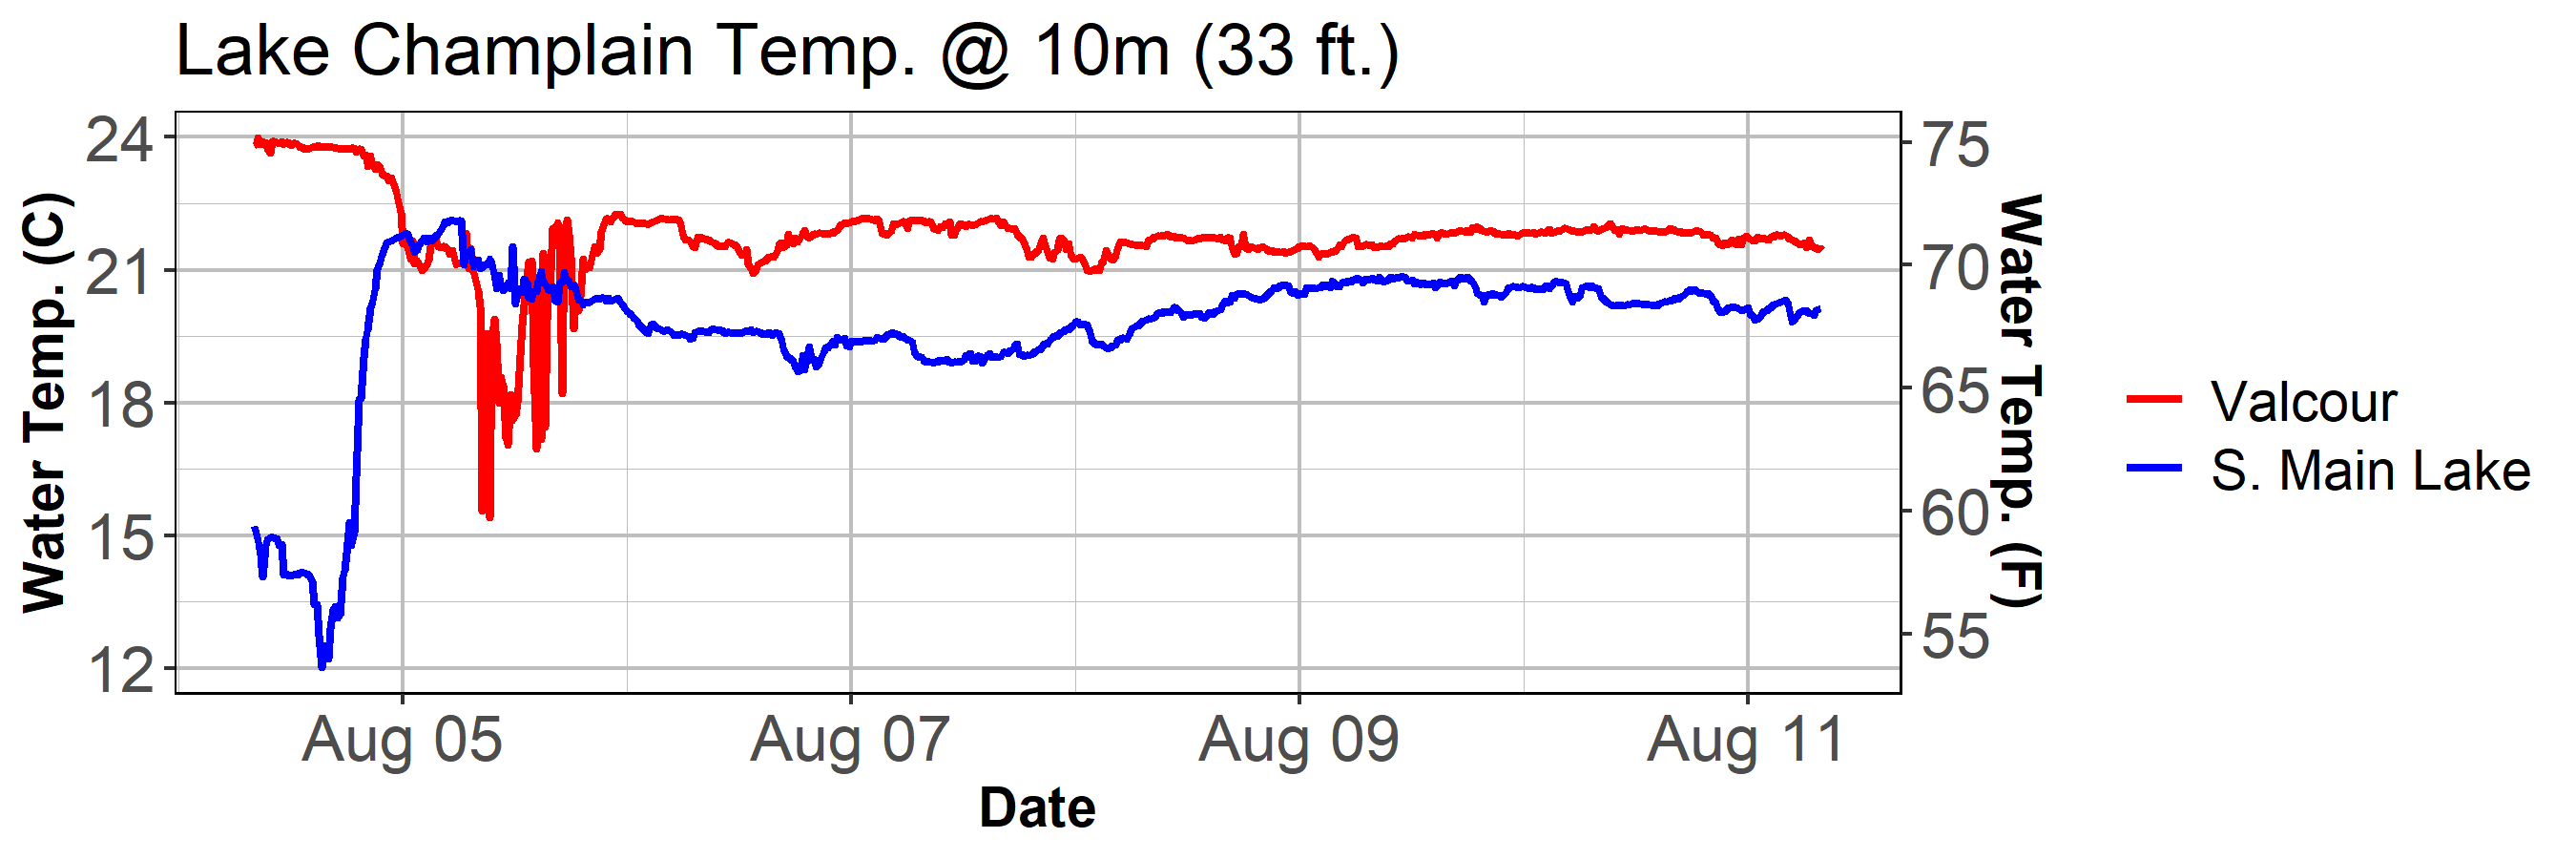 Lake Champlain Temp. @ 10m (33 ft.)
Water Temp. (C)
24
21
18
15
12
75
70
65
60
55
Water Temp. (F)
Aug 05
Aug 07
Aug 09
Aug 11
Date
Valcour
S. Main Lake